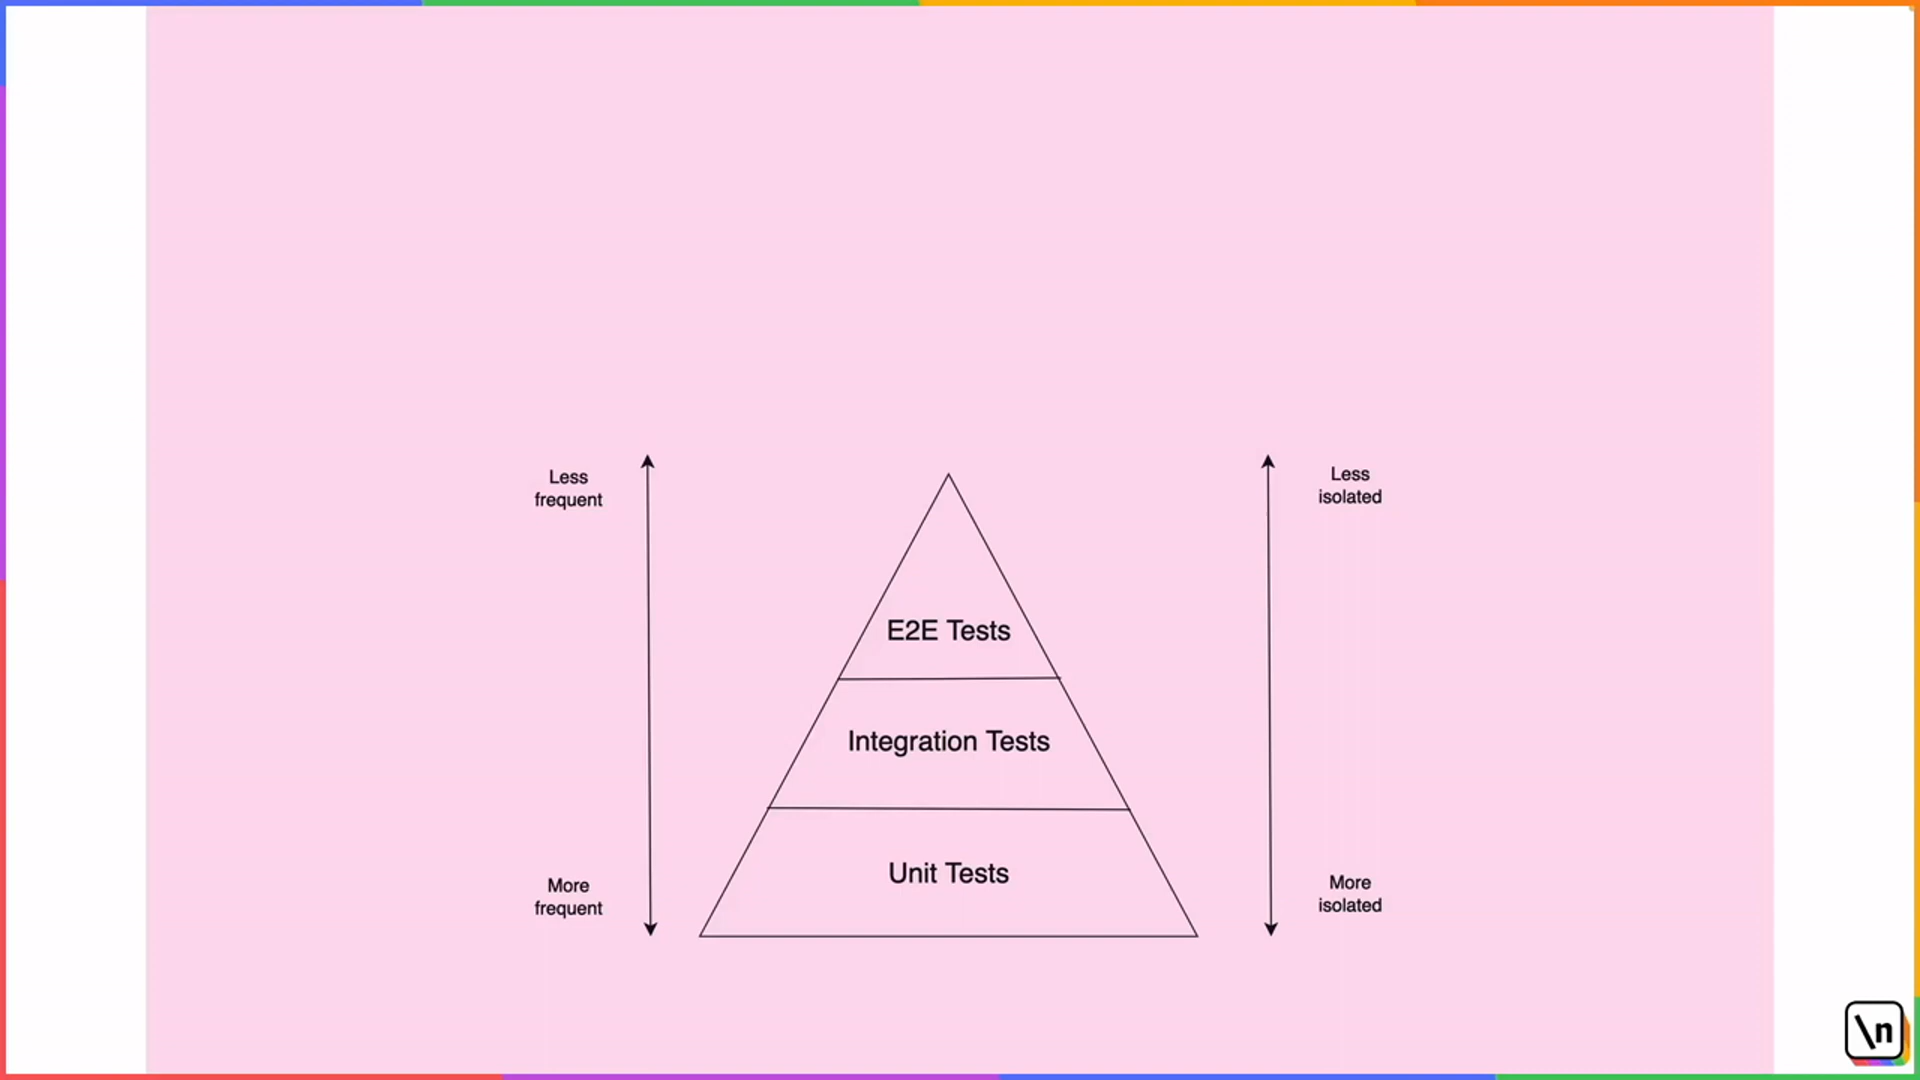 Less
frequent
Less
isolated
E2E Tests
Integration Tests
Unit Tests
More
frequent
More
isolated
\n